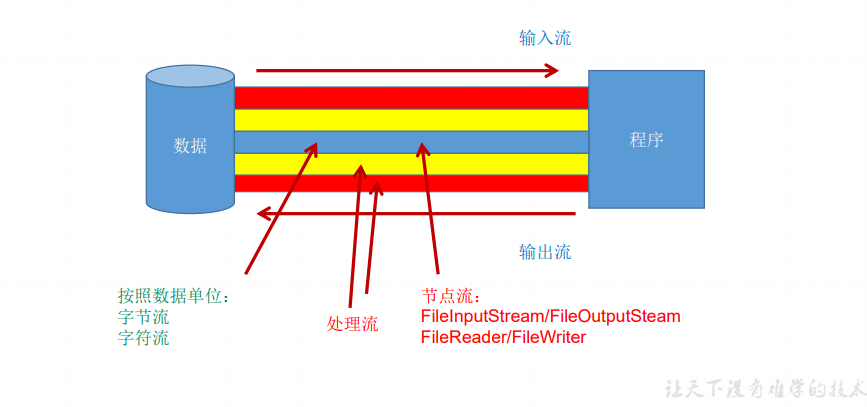 输入流
数据
程序
输出流
按照数据单位：
字节流
字符流
处理流
节点流：
FileInputStream/FileOutputSteam
FileReader/FileWriter
让天下没有难学的技术